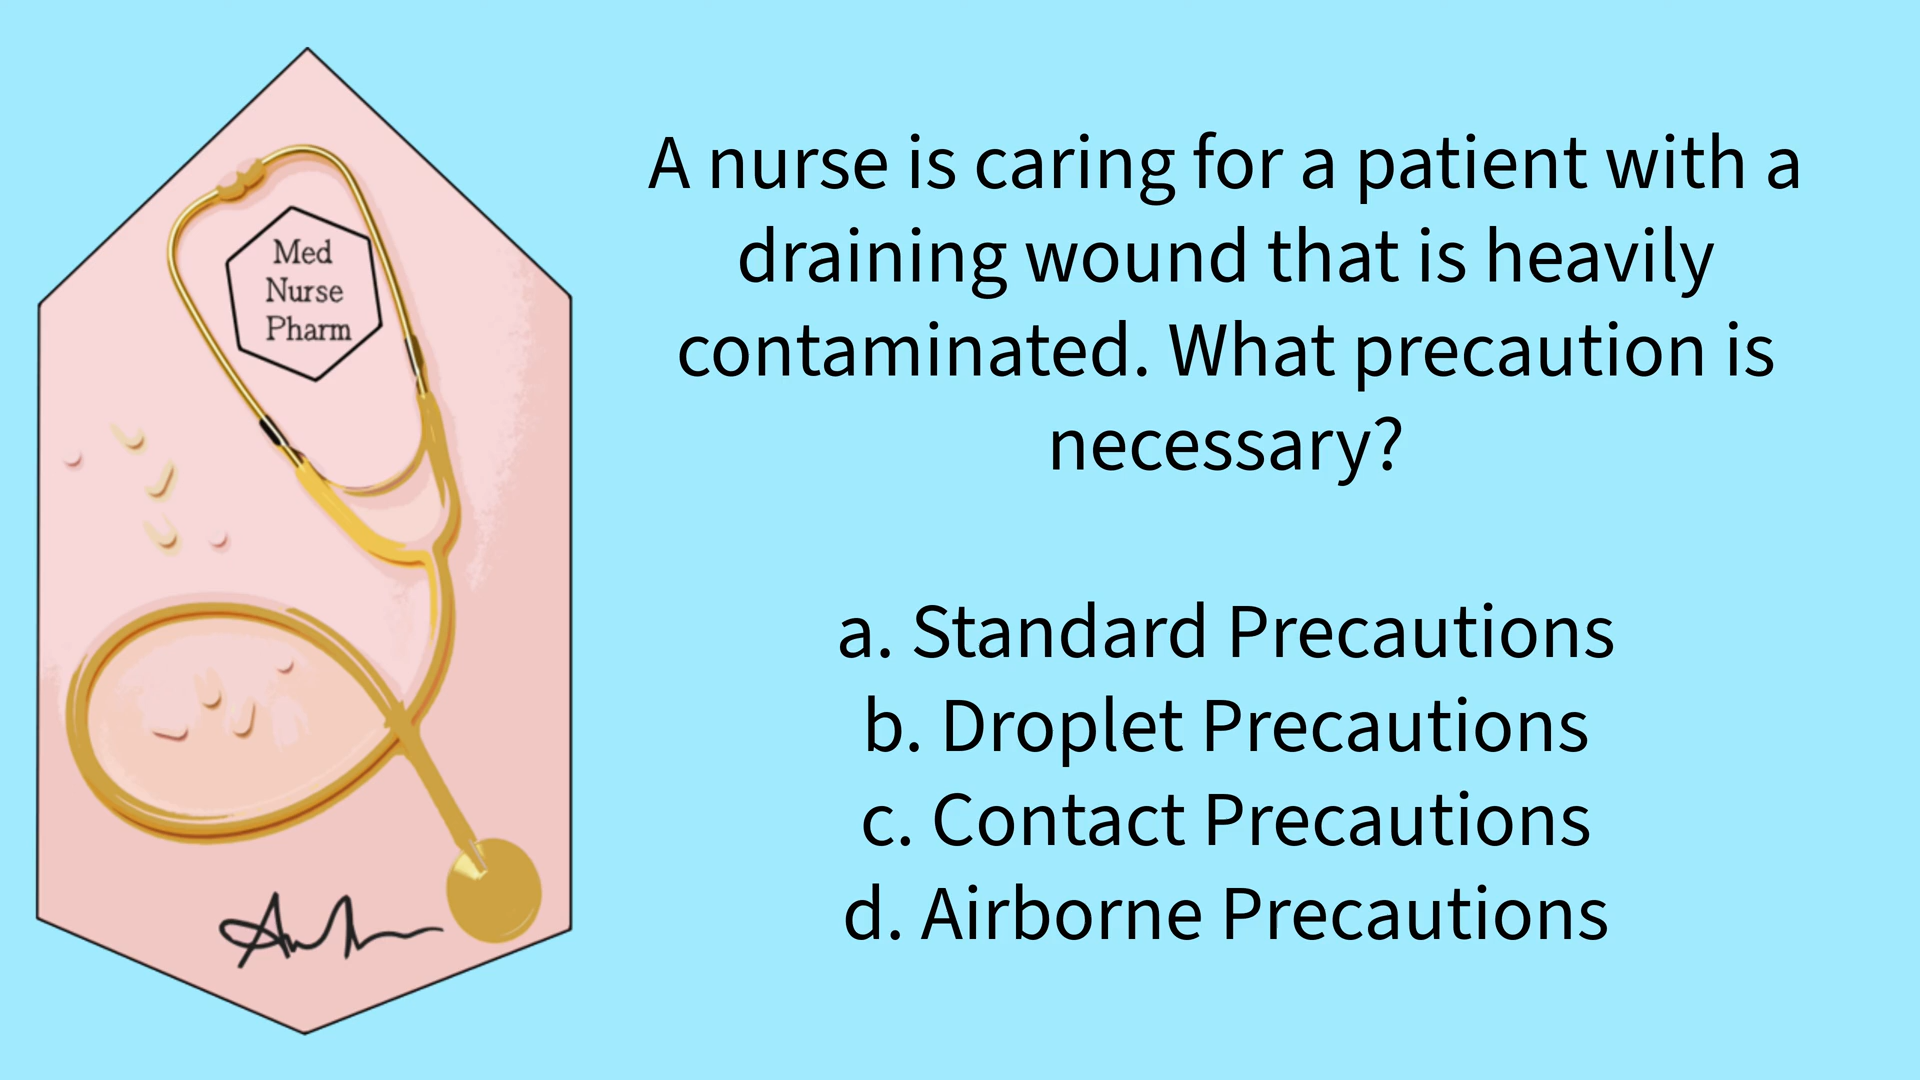 Med
Nurse
Pharm
A nurse is caring for a patient with a
draining wound that is heavily
contaminated. What precaution is
necessary?
a. Standard Precautions
b. Droplet Precautions
c. Contact Precautions
d. Airborne Precautions